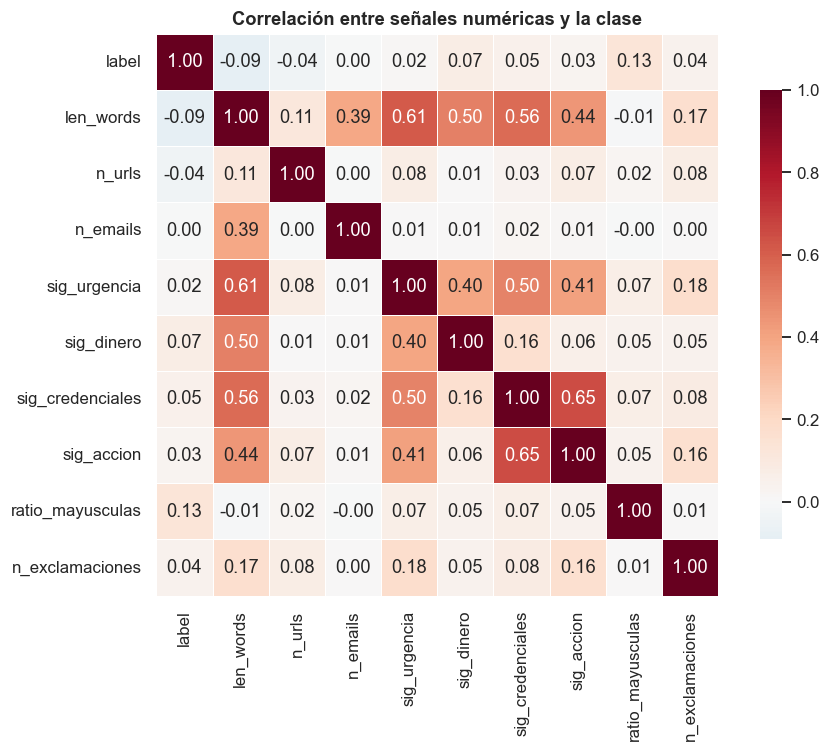 Correlación entre señales numéricas y la clase
label 1.00 -0.09 -0.04 0.00 0.02 0.07 0.05 0.03 0.13 0.04
len_words -0.09 1.00 0.11 0.39 0.61 0.50 0.56 0.44 -0.01 0.17
n_urls -0.04 0.11 1.00 0.00 0.08 0.01 0.03 0.07 0.02 0.08
n_emails 0.00 0.39 0.00 1.00 0.01 0.01 0.02 0.01 -0.00 0.00
sig_urgencia 0.02 0.61 0.08 0.01 1.00 0.40 0.50 0.41 0.07 0.18
sig_dinero 0.07 0.50 0.01 0.01 0.40 1.00 0.16 0.06 0.05 0.05
sig_credenciales 0.05 0.56 0.03 0.02 0.50 0.16 1.00 0.65 0.07 0.08
sig_accion 0.03 0.44 0.07 0.01 0.41 0.06 0.65 1.00 0.05 0.16
ratio_mayusculas 0.13 -0.01 0.02 -0.00 0.07 0.05 0.07 0.05 1.00 0.01
n_exclamaciones 0.04 0.17 0.08 0.00 0.18 0.05 0.08 0.16 0.01 1.00
label
len_words
n_urls
n_emails
sig_urgencia
sig_dinero
sig_credenciales
sig_accion
ratio_mayusculas
n_exclamaciones
1.0
0.8
0.6
0.4
0.2
0.0